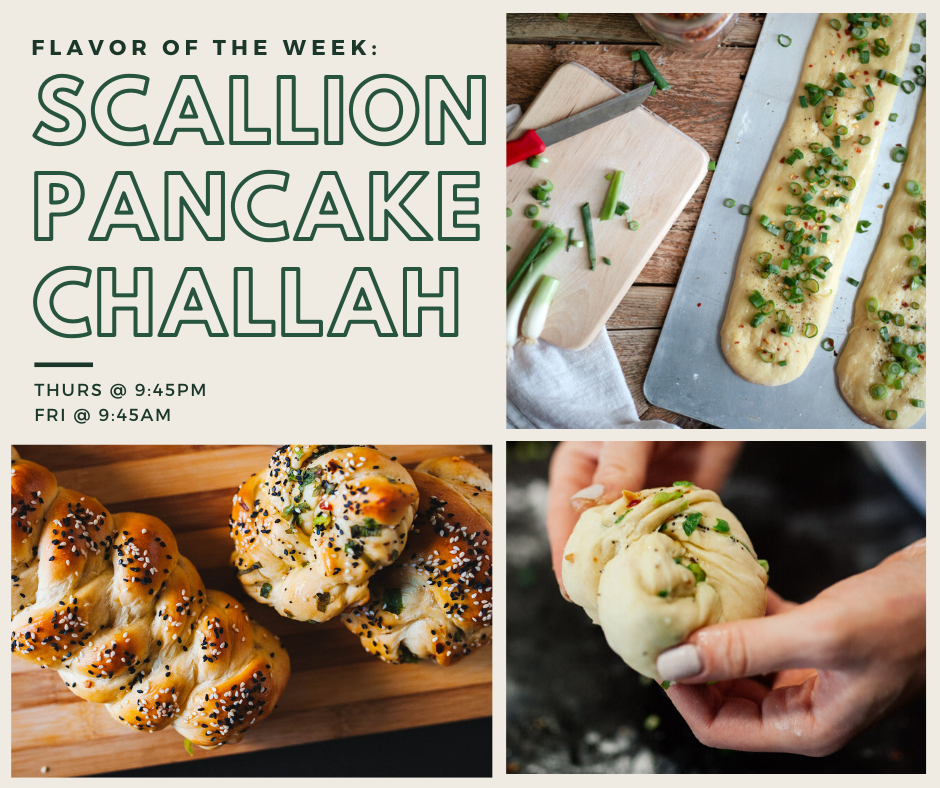 FLAVOR OF THE WEEK:
SCALLION
PANCAKE
CHALLAH
THURS @ 9:45PM
FRI @ 9:45AM